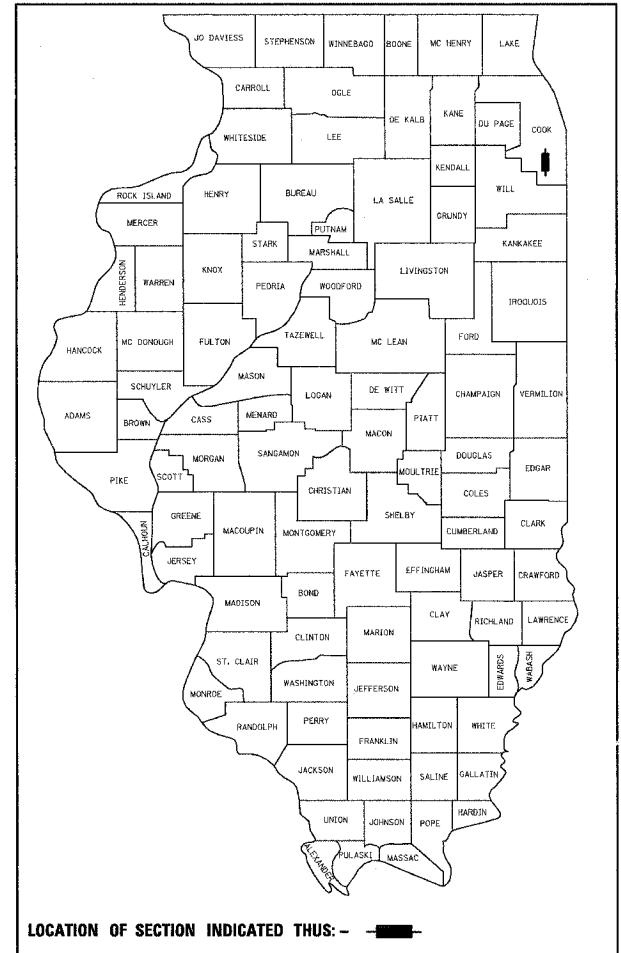 JO DAVIESS STEPHENSON WINNEBAGO BOONE MC HENRY LAKE
CARROLL OGLE DE KALB KANE DU PAGE COOK
WHITESIDE LEE
KENDALL WILL
ROCK ISLAND HENRY BUREAU LA SALLE GRUNDY
MERCER PUTNAM
STARK MARSHALL KANKAKEE
HENDERSON WARREN KNOX PEORIA WOODFORD LIVINGSTON
IROQUOIS
HANCOCK MC DONOUGH FULTON TAZEWELL MC LEAN FORD
SCHUYLER MASON
ADAMS BROWN CASS MENARD LOGAN DE WITT PIATT CHAMPAIGN VERMILION
MACON
MORGAN SANGAMON DOUGLAS
PIKE SCOTT CHRISTIAN MOULTRIE EDGAR
COLES
GREENE MACOUPIN MONTGOMERY SHELBY CUMBERLAND CLARK
CALHOUN JERSEY
FAYETTE EFFINGHAM JASPER CRAWFORD
MADISON BOND
CLAY RICHLAND LAWRENCE
CLINTON MARION
ST. CLAIR WAYNE EDWARDS WABASH
WASHINGTON JEFFERSON
MONROE
RANDOLPH PERRY HAMILTON WHITE
FRANKLIN
JACKSON WILLIAMSON SALINE GALLATIN
UNION JOHNSON POPE HARDIN
ALEXANDER PULASKI MASSAC
LOCATION OF SECTION INDICATED THUS: -